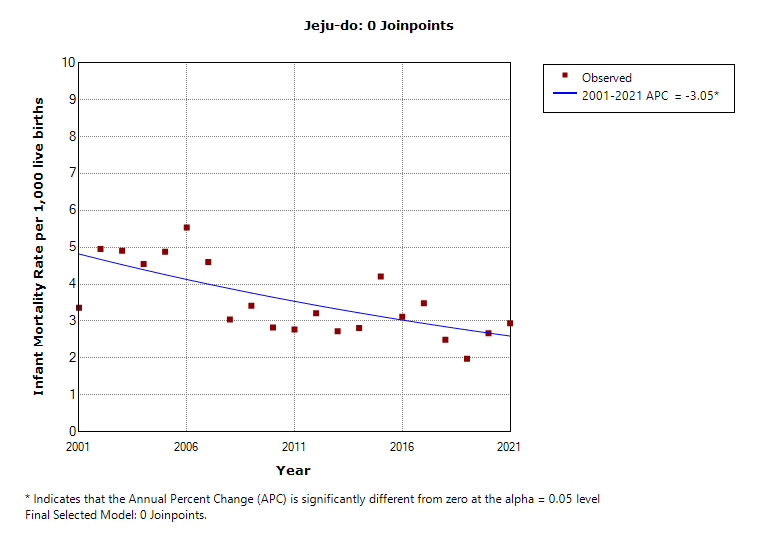 Jeju-do: 0 Joinpoints
10
9
8
7
6
5
4
3
2
1
0
Infant Mortality Rate per 1,000 live births
2001
2006
2011
2016
2021
Year
Observed
2001-2021 APC = -3.05*
* Indicates that the Annual Percent Change (APC) is significantly different from zero at the alpha = 0.05 level
Final Selected Model: 0 Joinpoints.